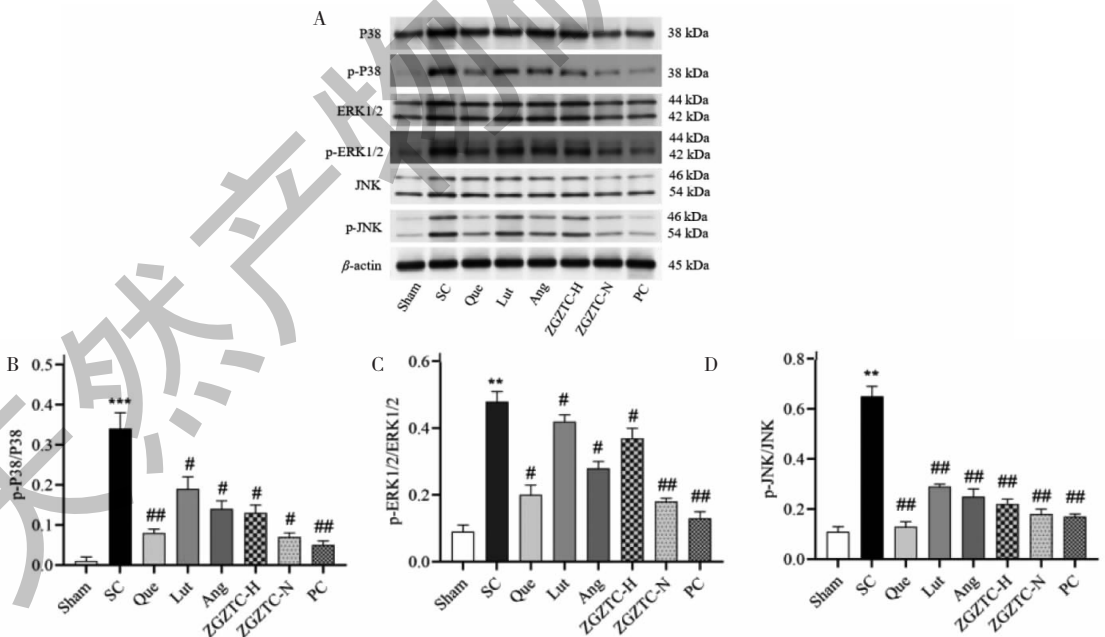 A
P38 38 kDa
p-P38 38 kDa
ERK1/2 44 kDa
42 kDa
p-ERK1/2 44 kDa
42 kDa
JNK 46 kDa
54 kDa
p-JNK 46 kDa
54 kDa
β-actin 45 kDa
Sham SC Que Lut Ang ZGZTC-H ZGZTC-N PC
B
p-P38/P38
0.5
0.4
0.3
0.2
0.1
0.0
***
##
#
#
#
#
##
Sham SC Que Lut Ang ZGZTC-H ZGZTC-N PC
C
p-ERK1/2/ERK1/2
0.6
0.4
0.2
0.0
**
#
#
#
#
##
##
Sham SC Que Lut Ang ZGZTC-H ZGZTC-N PC
D
p-JNK/JNK
0.8
0.6
0.4
0.2
0.0
**
##
##
##
##
##
##
Sham SC Que Lut Ang ZGZTC-H ZGZTC-N PC
天然产物